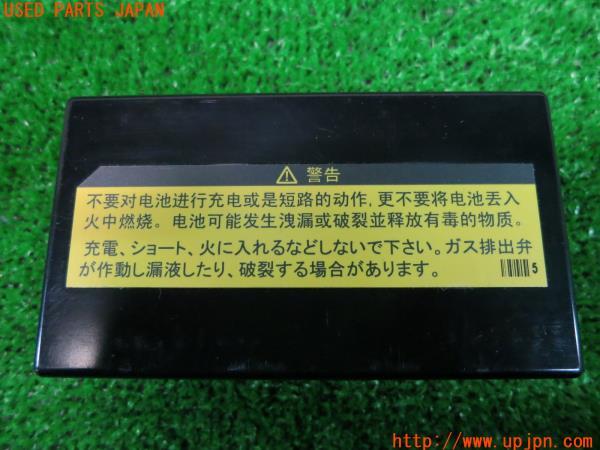 USED PARTS JAPAN
⚠ 警告
不要对电池进行充电或是短路的动作,更不要将电池丢入
火中燃烧。电池可能发生洩漏或破裂並释放有毒的物质。
充電、ショート、火に入れるなどしないで下さい。ガス排出弁
が作動し漏液したり、破裂する場合があります。
5
http://www.upjpn.com/